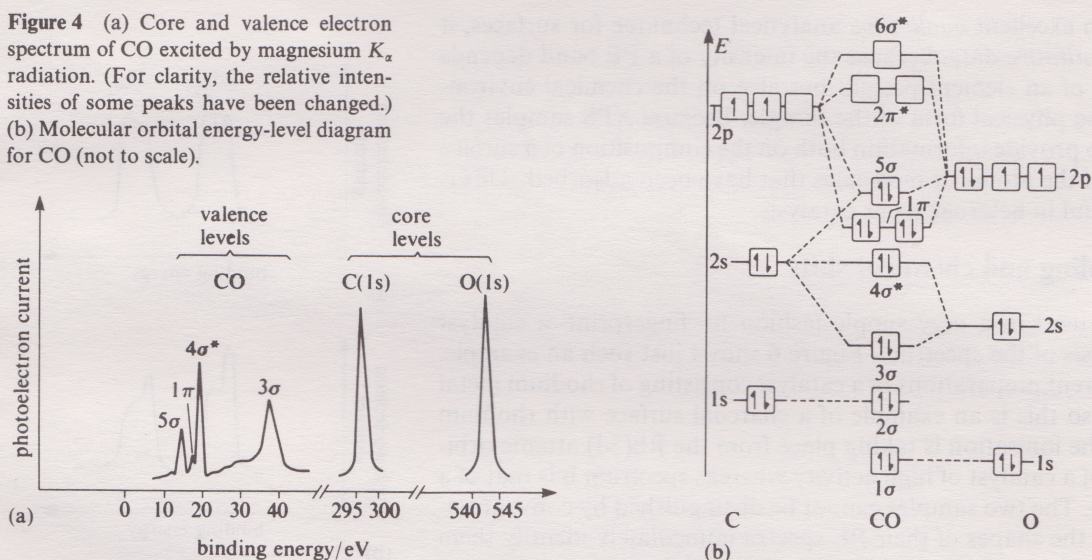 Figure 4 (a) Core and valence electron
spectrum of CO excited by magnesium Kα
radiation. (For clarity, the relative inten-
sities of some peaks have been changed.)
(b) Molecular orbital energy-level diagram
for CO (not to scale).
photoelectron current
valence
levels
CO
core
levels
C(1s)
O(1s)
5σ
1π
4σ*
3σ
0 10 20 30 40 295 300 540 545
binding energy/eV
(a)
E
6σ*
2p
2π*
5σ
2p
1π
2s
4σ*
2s
3σ
1s
2σ
1s
1σ
C CO O
(b)